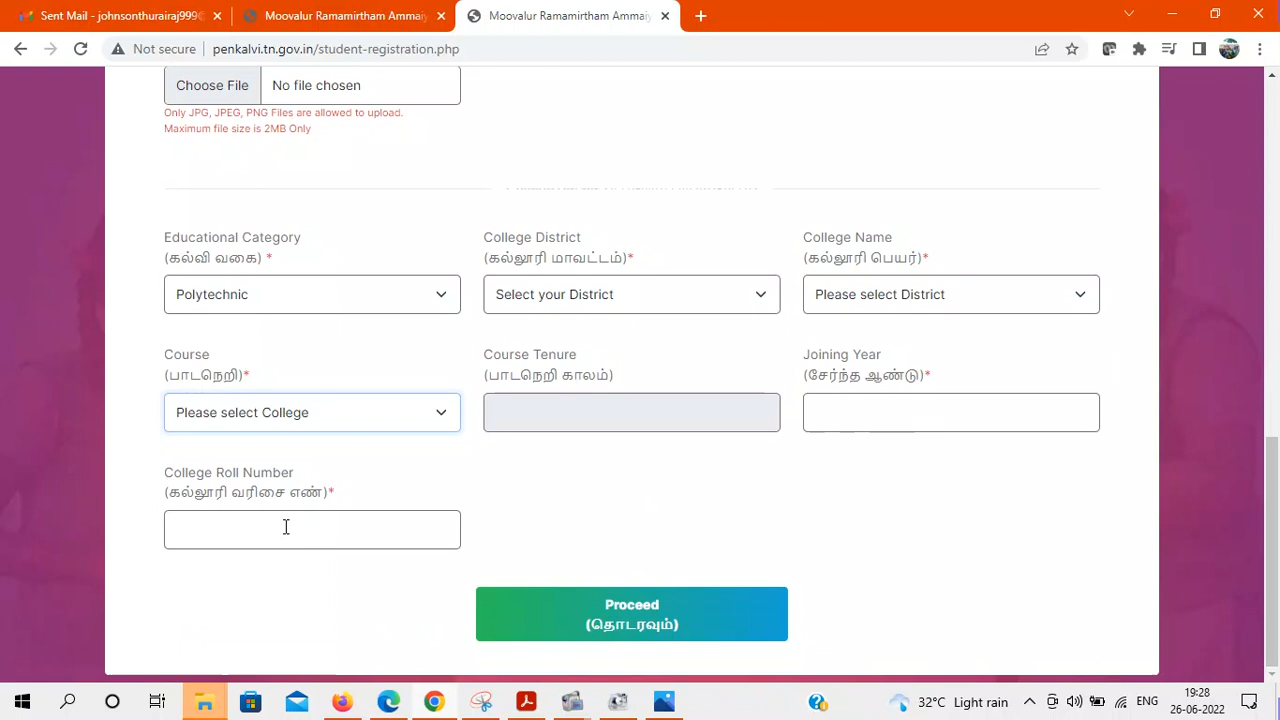 Sent Mail - johnsonthurairaj999
Moovalur Ramamirtham Ammaiy
Moovalur Ramamirtham Ammaiy
Not secure
penkalvi.tn.gov.in/student-registration.php
Choose File
No file chosen
Only JPG, JPEG, PNG Files are allowed to upload.
Maximum file size is 2MB Only
Educational Category
(கல்வி வகை) *
Polytechnic
College District
(கல்லூரி மாவட்டம்)*
Select your District
College Name
(கல்லூரி பெயர்)*
Please select District
Course
(பாடநெறி)*
Please select College
Course Tenure
(பாடநெறி காலம்)
Joining Year
(சேர்ந்த ஆண்டு)*
College Roll Number
(கல்லூரி வரிசை எண்)*
Proceed
(தொடரவும்)
32°C Light rain
ENG
19:28
26-06-2022